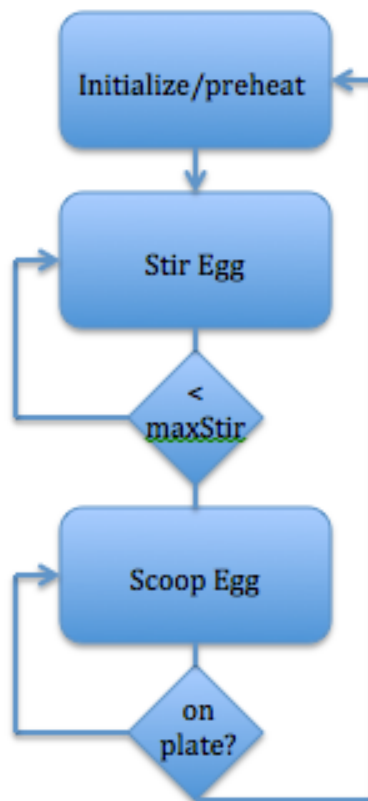 Initialize/preheat
Stir Egg
<
maxStir
Scoop Egg
on
plate?